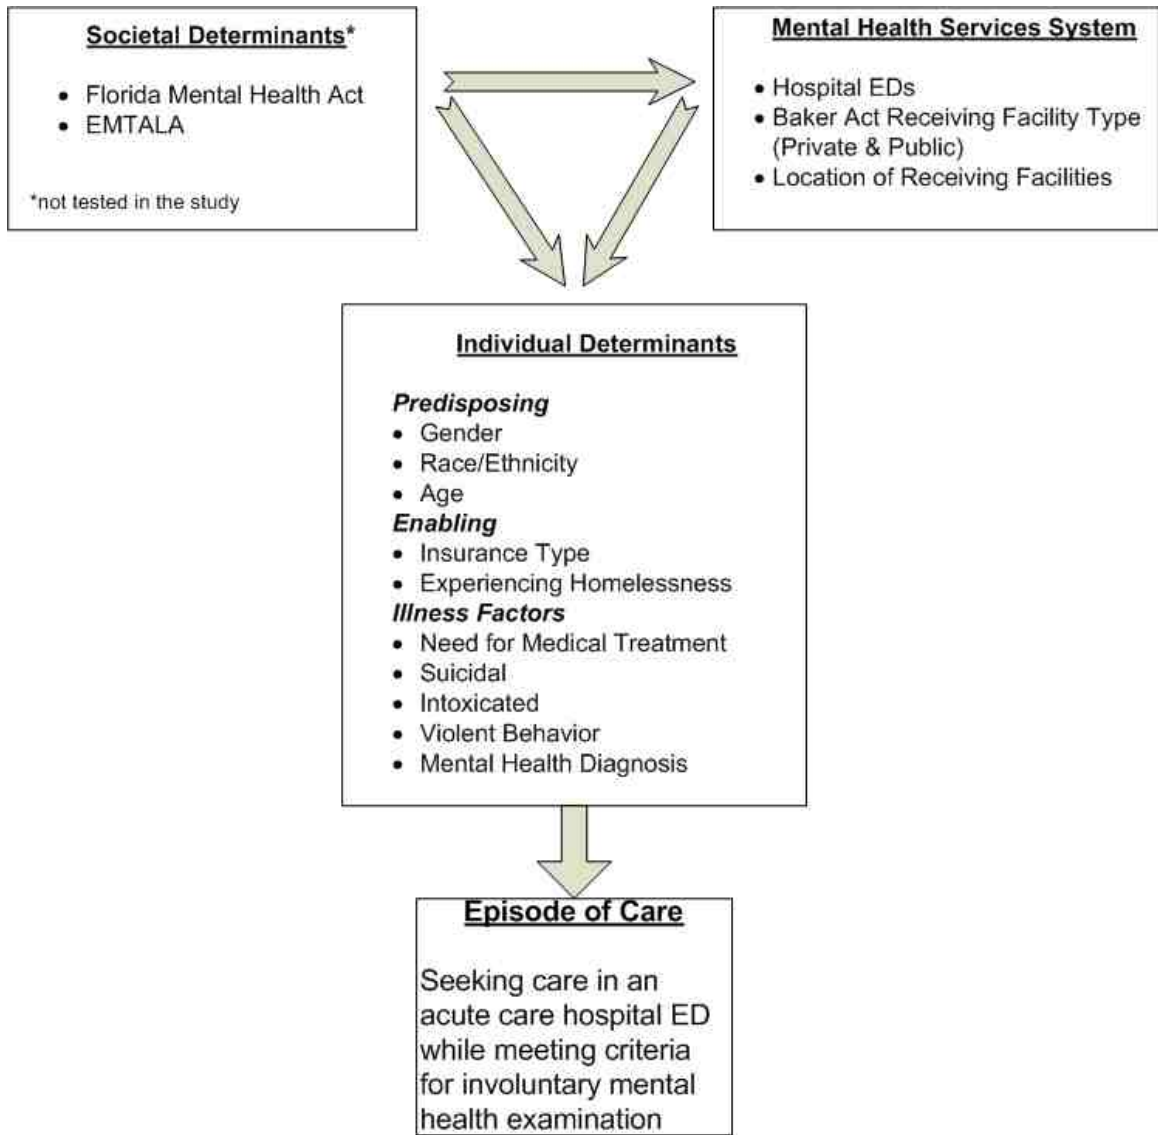 Societal Determinants*
• Florida Mental Health Act
• EMTALA
*not tested in the study
Mental Health Services System
• Hospital EDs
• Baker Act Receiving Facility Type
(Private & Public)
• Location of Receiving Facilities
Individual Determinants
Predisposing
• Gender
• Race/Ethnicity
• Age
Enabling
• Insurance Type
• Experiencing Homelessness
Illness Factors
• Need for Medical Treatment
• Suicidal
• Intoxicated
• Violent Behavior
• Mental Health Diagnosis
Episode of Care
Seeking care in an
acute care hospital ED
while meeting criteria
for involuntary mental
health examination